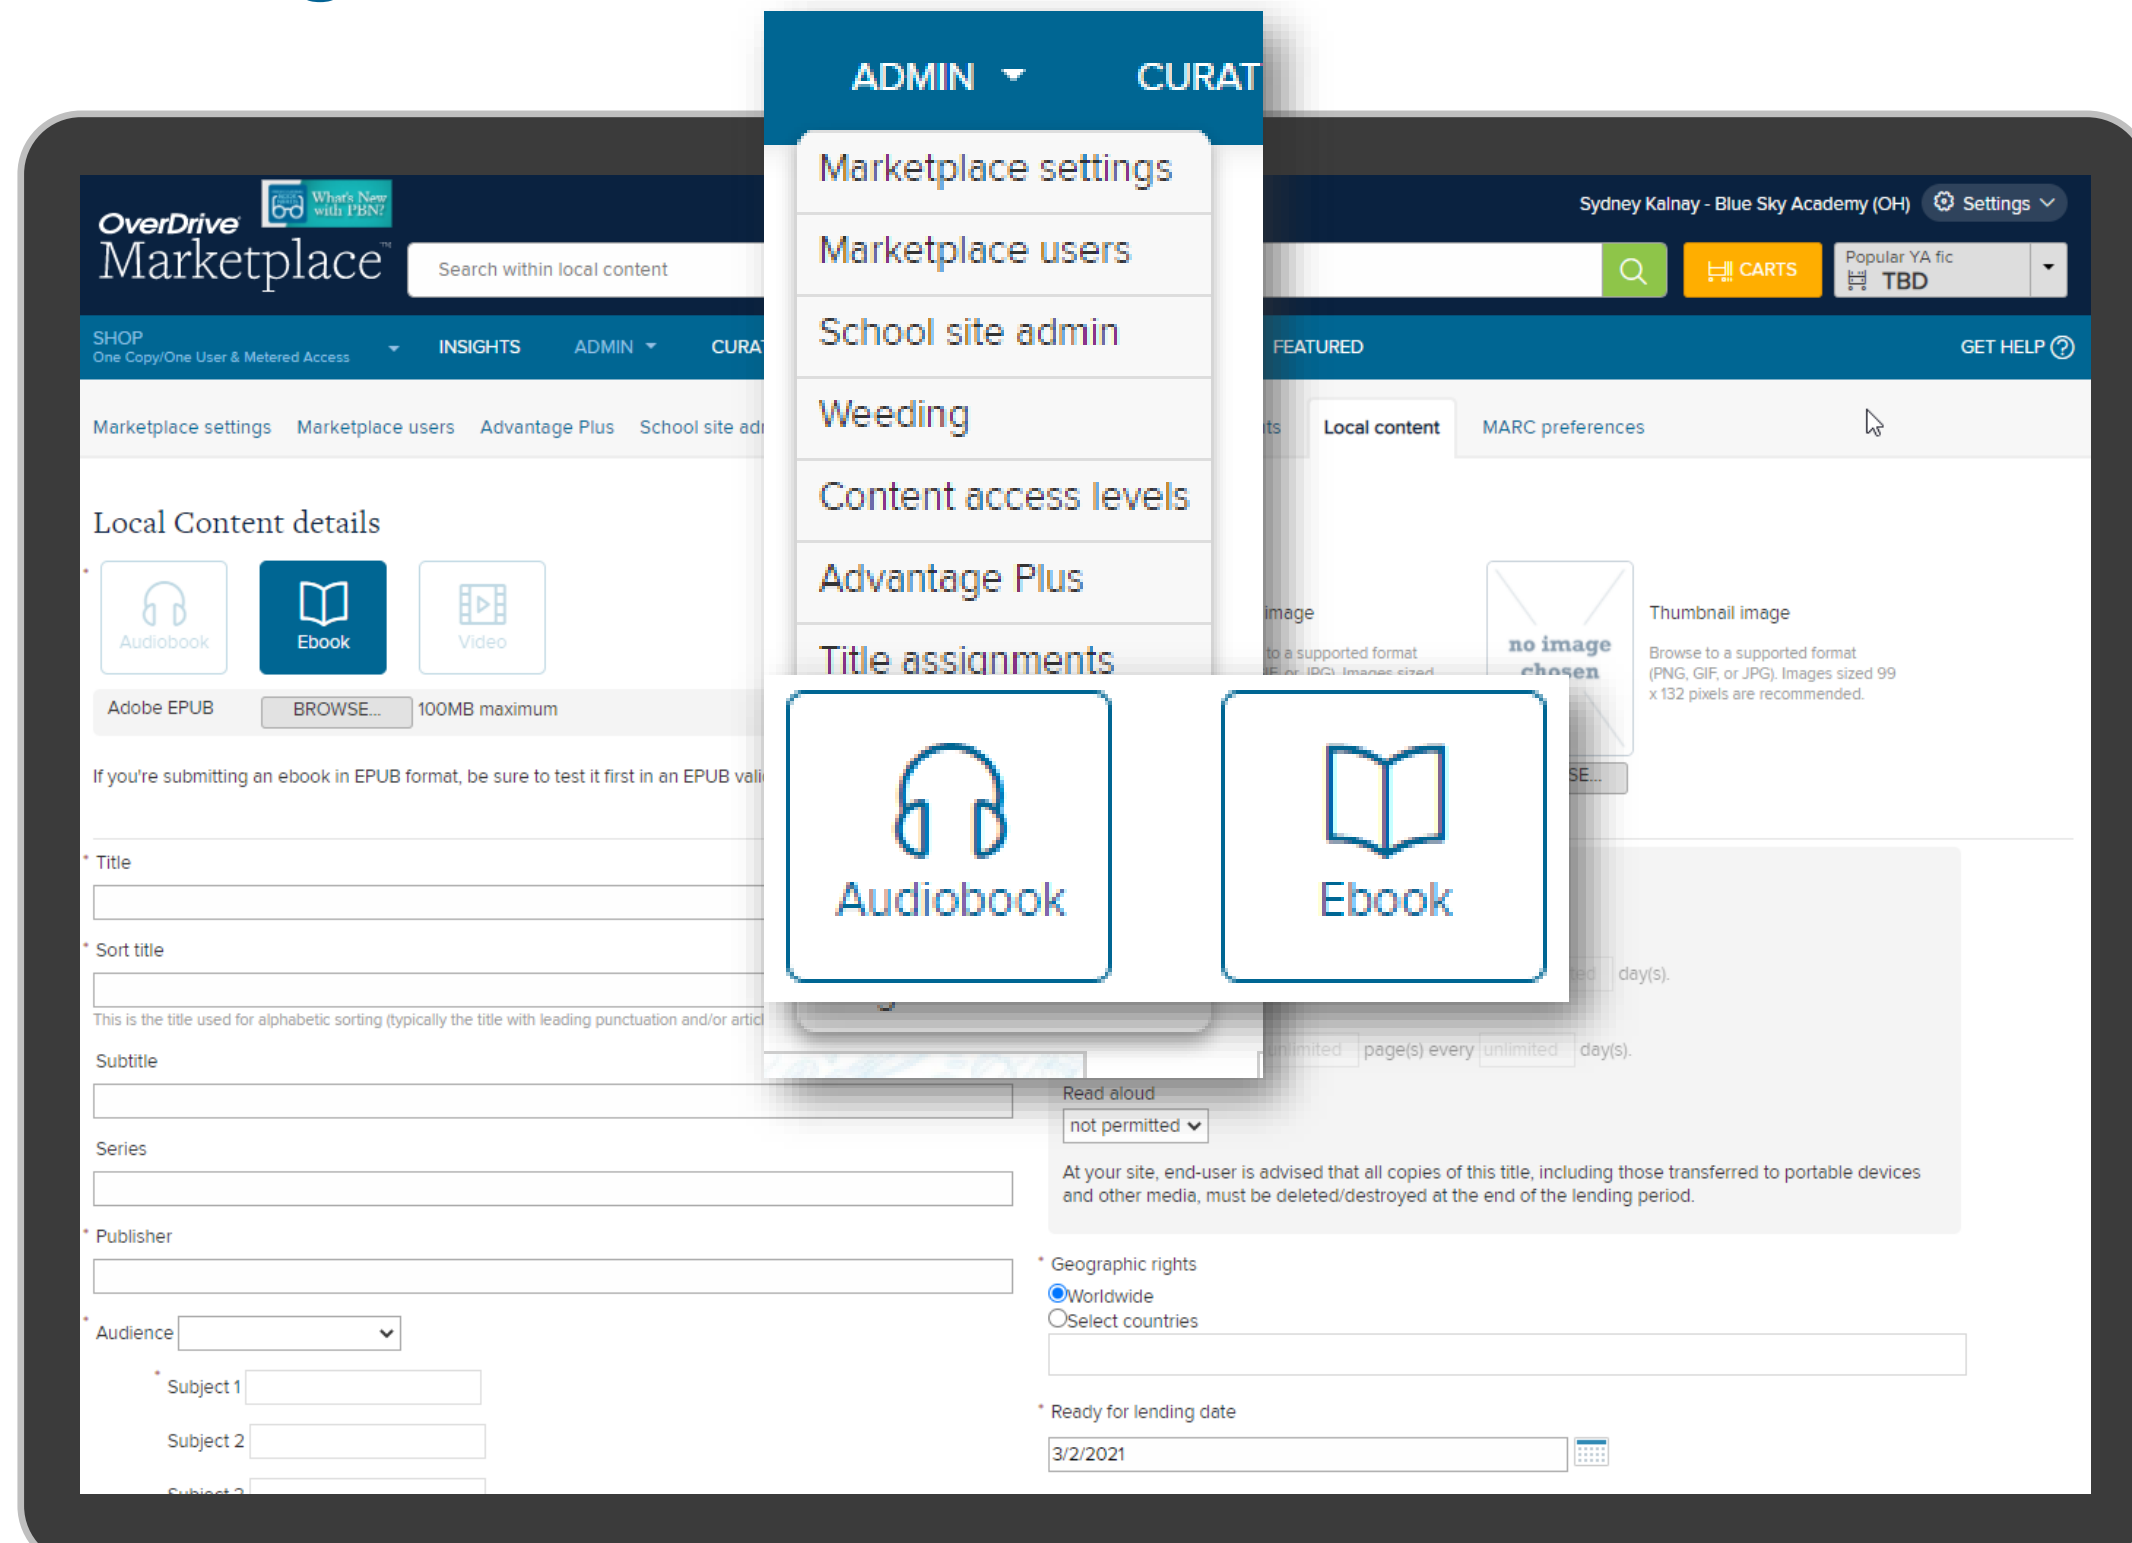 ADMIN
CURAT
Marketplace settings
Marketplace users
School site admin
Weeding
Content access levels
Advantage Plus
Title assignments
Audiobook
Ebook
What's New
with PBN?
OverDrive
Marketplace™
Search within local content
Sydney Kalnay - Blue Sky Academy (OH)
Settings
CARTS
Popular YA fic
TBD
SHOP
One Copy/One User & Metered Access
INSIGHTS
ADMIN
CURA
FEATURED
GET HELP
Marketplace settings
Marketplace users
Advantage Plus
School site adr
ts
Local content
MARC preferences
Local Content details
*
Audiobook
Ebook
Video
Adobe EPUB
BROWSE...
100MB maximum
If you're submitting an ebook in EPUB format, be sure to test it first in an EPUB vali
image
to a supported format
no image
chosen
Thumbnail image
Browse to a supported format
(PNG, GIF, or JPG). Images sized 99
x 132 pixels are recommended.
SE...
* Title
* Sort title
This is the title used for alphabetic sorting (typically the title with leading punctuation and/or artic
Subtitle
Series
* Publisher
* Audience
* Subject 1
Subject 2
day(s).
unlimited page(s) every unlimited day(s).
Read aloud
not permitted
At your site, end-user is advised that all copies of this title, including those transferred to portable devices
and other media, must be deleted/destroyed at the end of the lending period.
* Geographic rights
Worldwide
Select countries
* Ready for lending date
3/2/2021